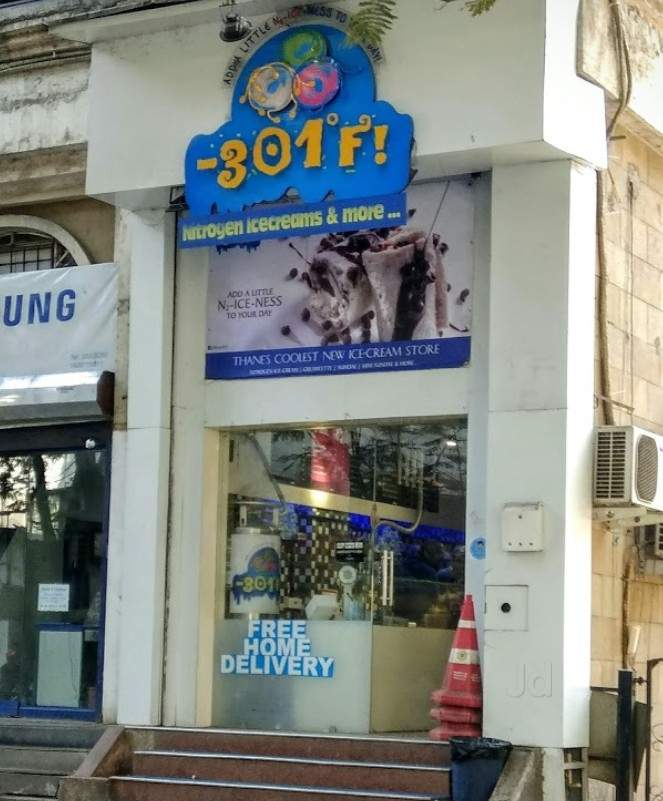 ADD A LITTLE N₂-ICE-NESS TO YOUR DAY!
-301°F!
Nitrogen icecreams & more ...
ADD A LITTLE
N₂-ICE-NESS
TO YOUR DAY
THANE'S COOLEST NEW ICE-CREAM STORE
UNG
-301
FREE
HOME
DELIVERY
Jd